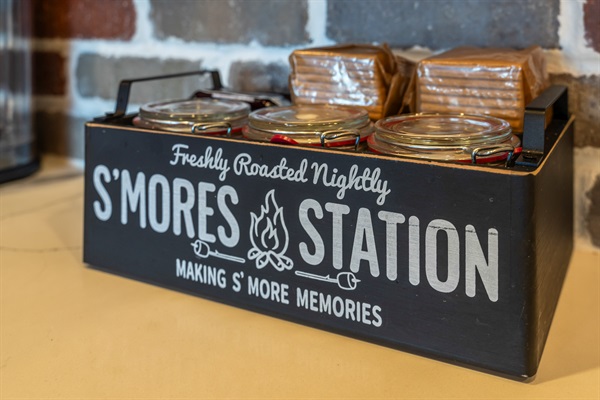 Freshly Roasted Nightly
S'MORES STATION
MAKING S'MORE MEMORIES